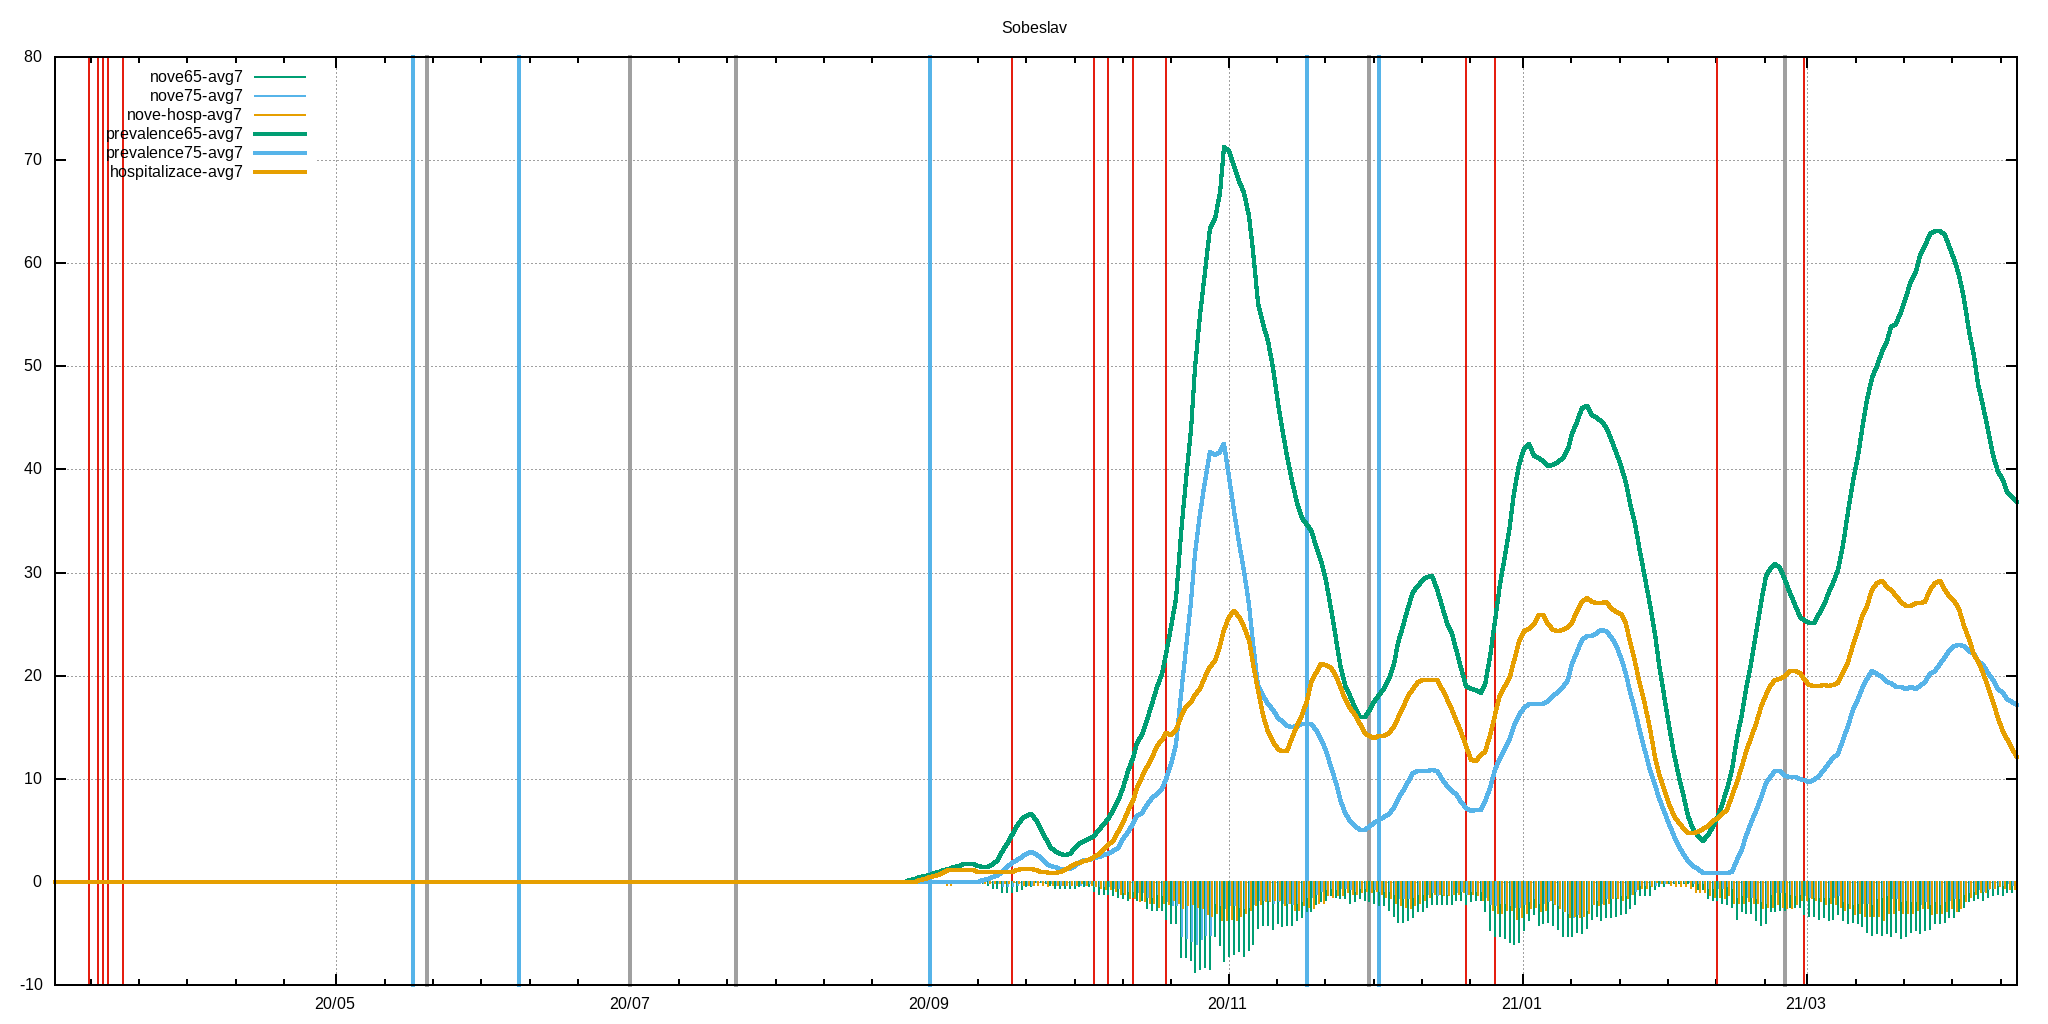 Sobeslav
80
nove65-avg7
nove75-avg7
nove-hosp-avg7
prevalence65-avg7
prevalence75-avg7
hospitalizace-avg7
70
60
50
40
30
20
10
0
-10
20/05 20/07 20/09 20/11 21/01 21/03